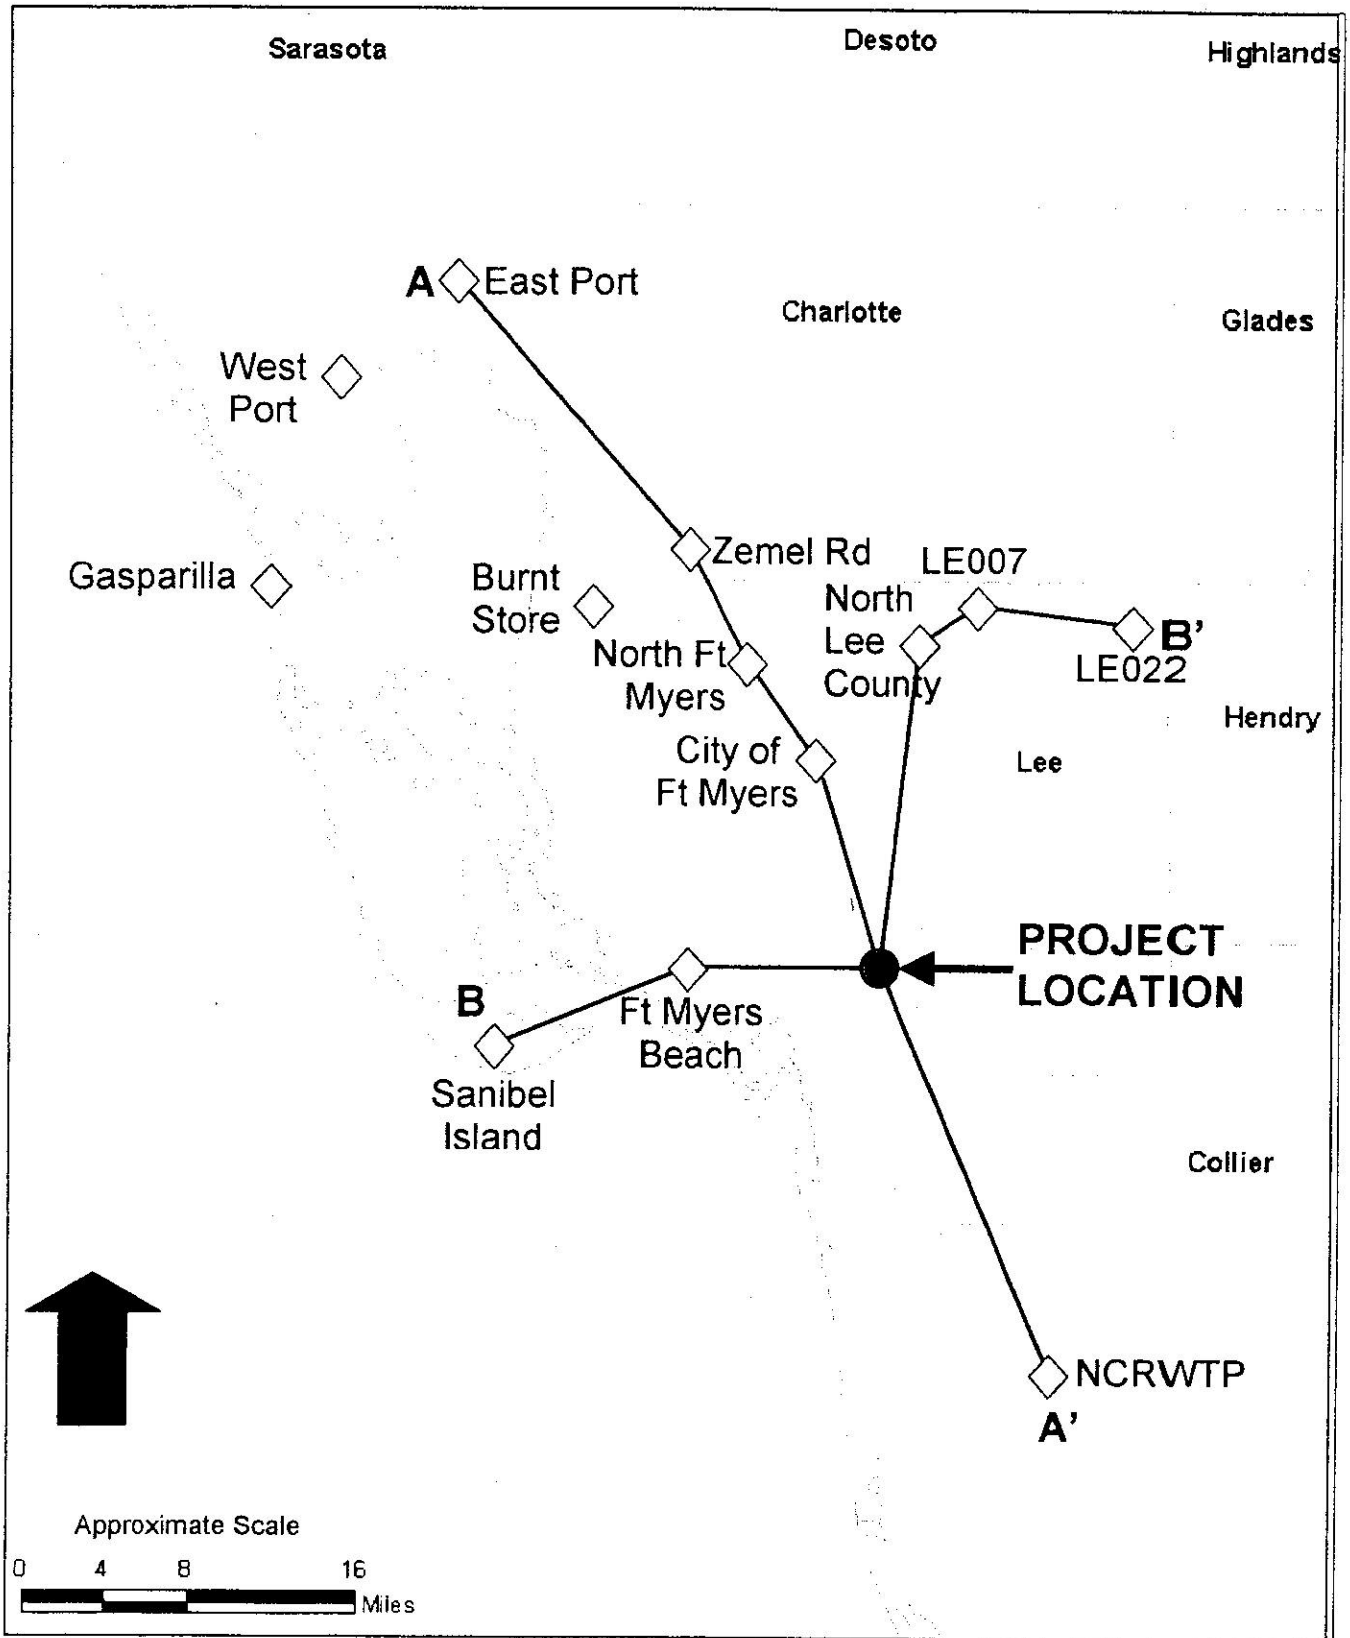 Sarasota
Desoto
Highlands
A
East Port
Charlotte
Glades
West
Port
Zemel Rd
LE007
Gasparilla
Burnt
Store
North
Lee
County
B’
LE022
North Ft
Myers
Hendry
City of
Ft Myers
Lee
PROJECT
LOCATION
B
Ft Myers
Beach
Sanibel
Island
Collier
NCRWTP
A’
Approximate Scale
0 4 8 16
Miles